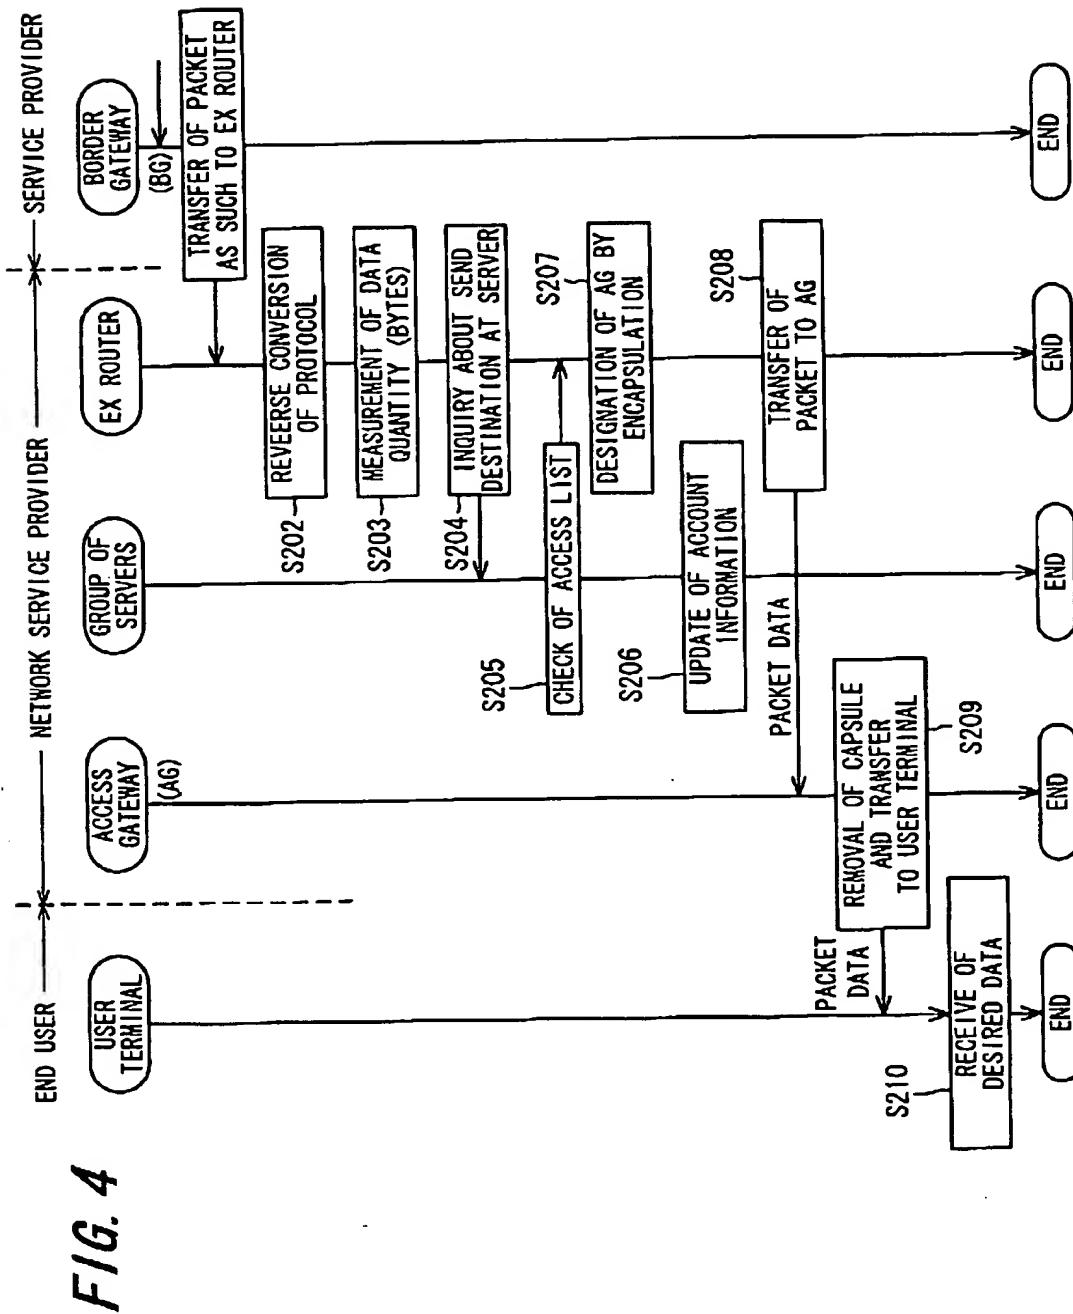 FIG. 4
END USER
NETWORK SERVICE PROVIDER
SERVICE PROVIDER
USER
TERMINAL
ACCESS
GATEWAY
(AG)
GROUP OF
SERVERS
EX ROUTER
BORDER
GATEWAY
(BG)
TRANSFER OF PACKET
AS SUCH TO EX ROUTER
S202
REVEERSE CONVERSION
OF PROTOCOL
S203
MEASUREMENT OF DATA
QUANTITY (BYTES)
S204
INQUIRY ABOUT SEND
DESTINATION AT SERVER
S205
CHECK OF ACCESS LIST
S207
DESIGNATION OF AG BY
ENCAPSULATION
S206
UPDATE OF ACCOUNT
INFORMATION
S208
TRANSFER OF
PACKET TO AG
PACKET DATA
REMOVAL OF CAPSULE
AND TRANSFER
TO USER TERMINAL
S209
PACKET
DATA
S210
RECEIVE OF
DESIRED DATA
END
END
END
END
END